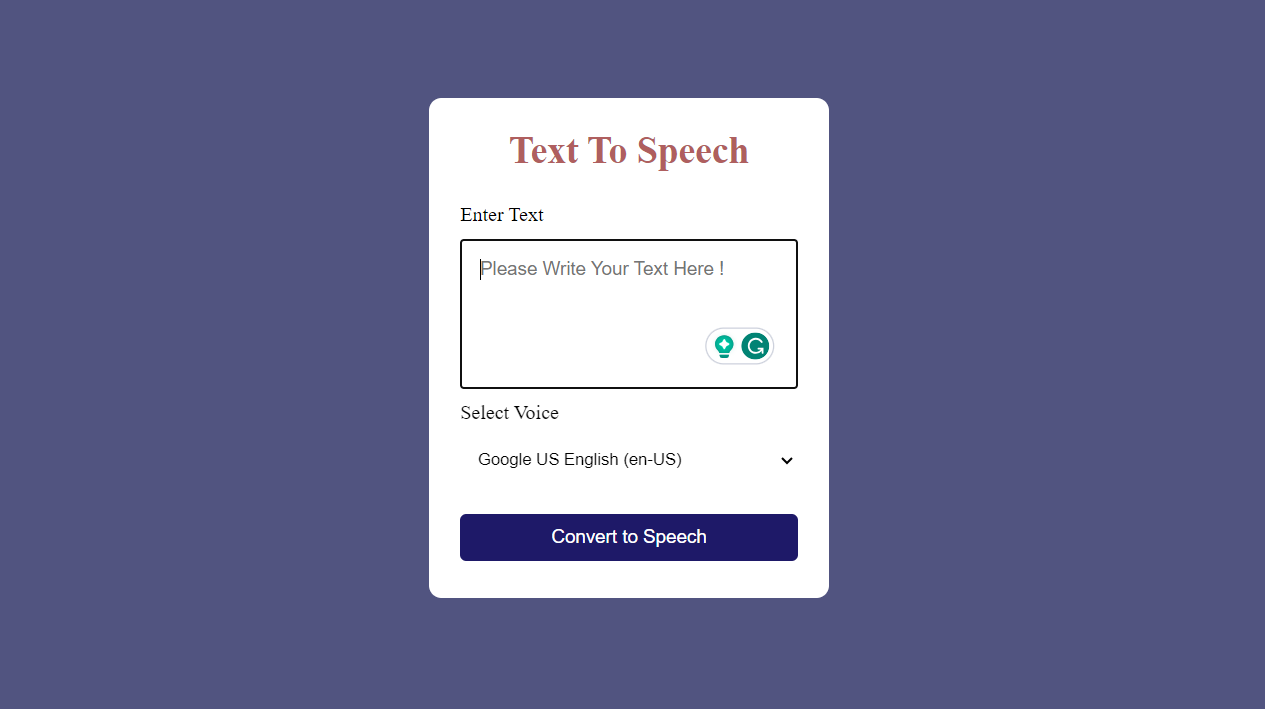 Text To Speech
Enter Text
Please Write Your Text Here !
Select Voice
Google US English (en-US)
Convert to Speech